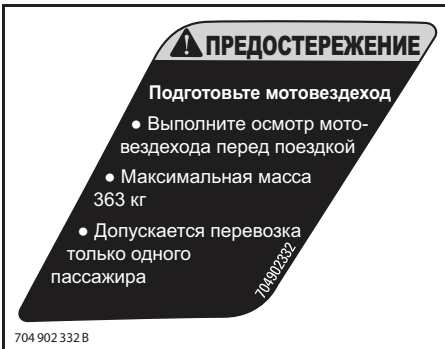 ПРЕДОСТЕРЕЖЕНИЕ
Подготовьте мотовездеход
● Выполните осмотр мото-
вездехода перед поездкой
● Максимальная масса
363 кг
● Допускается перевозка
только одного
пассажира
704902332
704 902 332 B